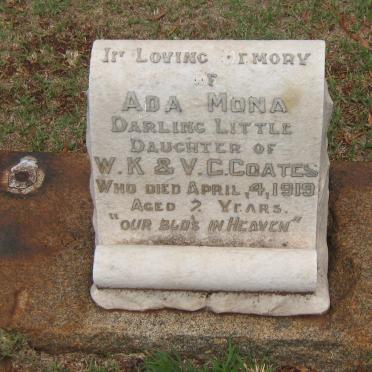 In Loving Memory
of
Ada Mona
Darling Little
Daughter of
W.K & V.C.Coates
Who died April, 4, 1919
Aged 2 Years.
"OUR BUD'S IN HEAVEN"